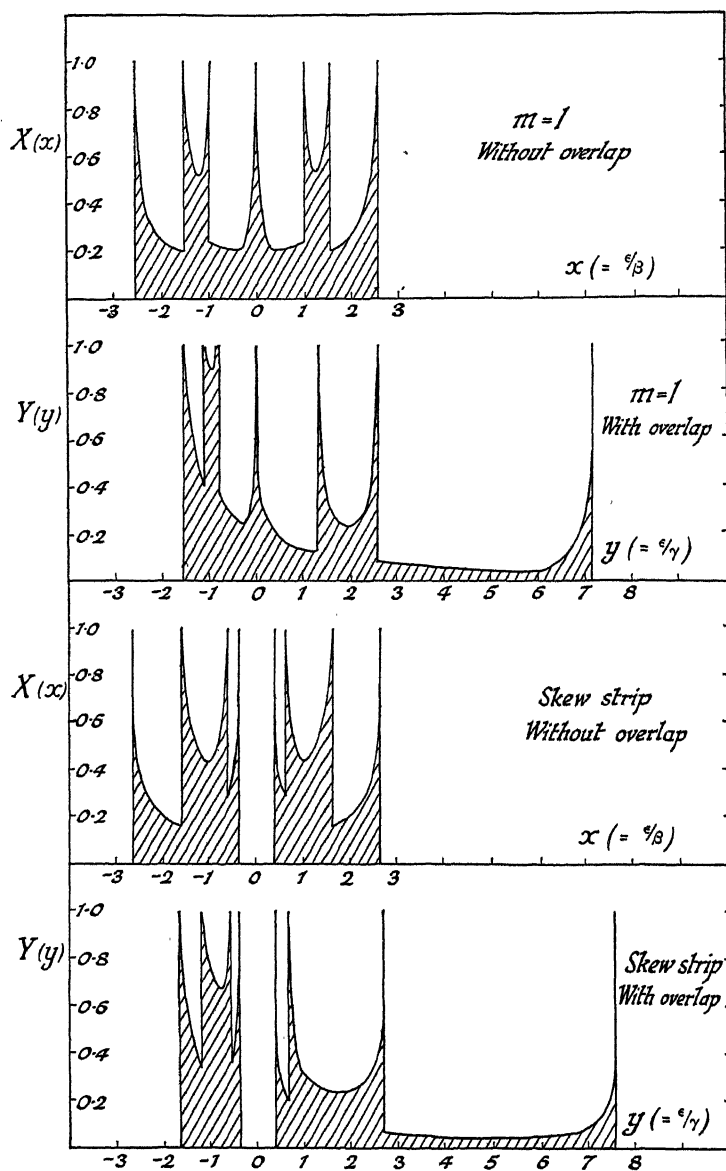 1.0
0.8
X(x)
0.6
0.4
0.2
m=1
Without overlap
x (= ε/β)
-3 -2 -1 0 1 2 3
1.0
0.8
Y(y)
0.6
0.4
0.2
m=1
With overlap
y (= ε/γ)
-3 -2 -1 0 1 2 3 4 5 6 7 8
1.0
0.8
X(x)
0.6
0.4
0.2
Skew strip
Without overlap
x (= ε/β)
-3 -2 -1 0 1 2 3
1.0
Y(y)
0.8
0.6
0.4
0.2
Skew strip
With overlap
y (= ε/γ)
-3 -2 -1 0 1 2 3 4 5 6 7 8